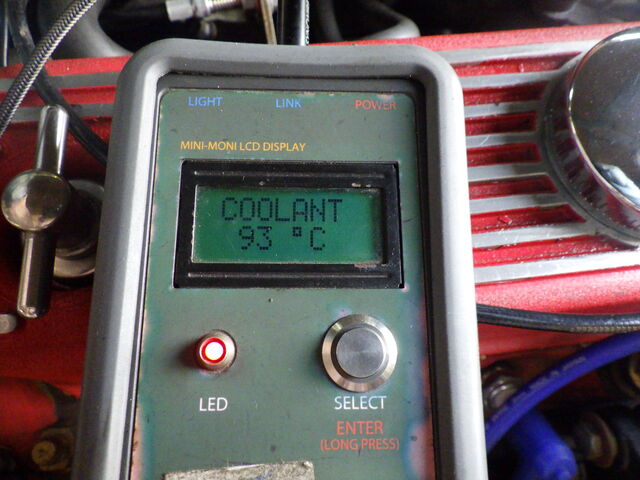 LIGHT LINK POWER
MINI-MONI LCD DISPLAY
COOLANT
93 °C
LED SELECT
ENTER
(LONG PRESS)